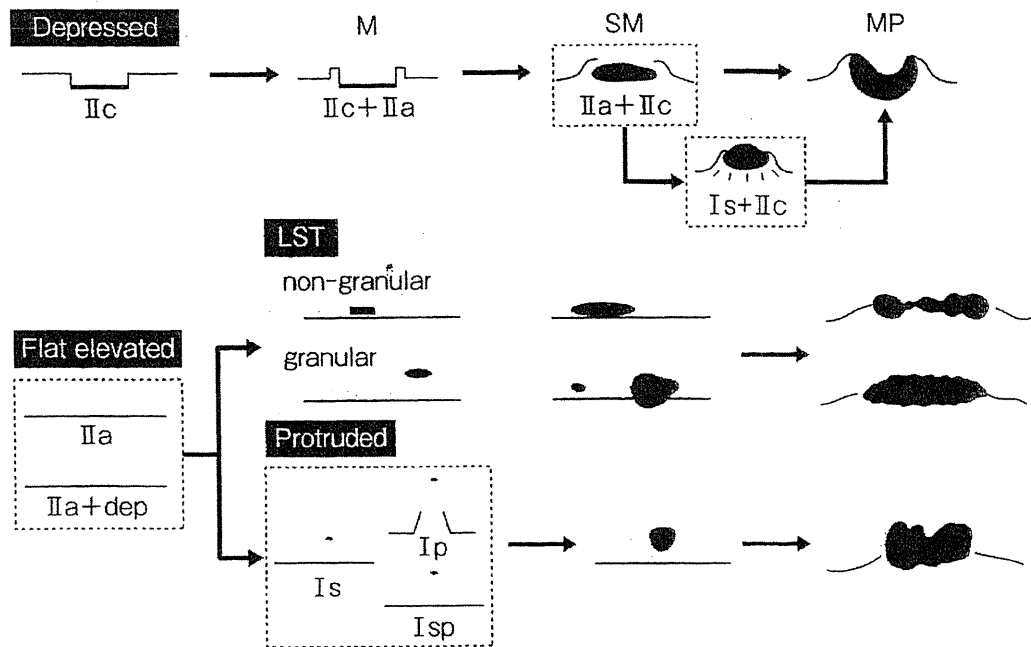 Depressed
M
SM
MP
Ⅱc
Ⅱc+Ⅱa
Ⅱa+Ⅱc
Ⅰs+Ⅱc
LST
non-granular
Flat elevated
granular
Ⅱa
Protruded
Ⅱa+dep
Ⅰp
Ⅰs
Ⅰsp